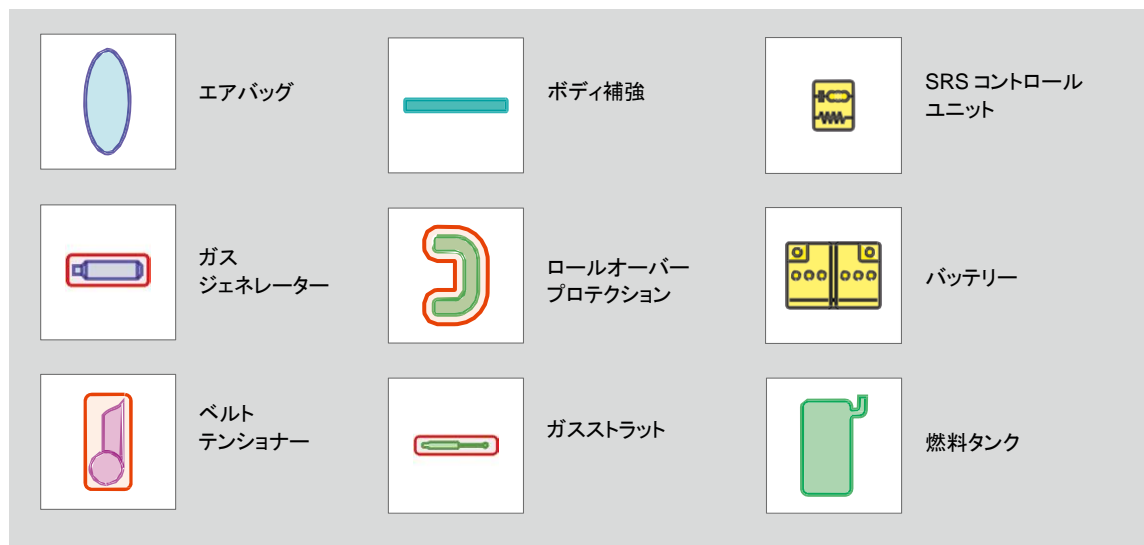 エアバッグ
ボディ補強
SRS コントロール
ユニット
ガス
ジェネレーター
ロールオーバー
プロテクション
バッテリー
ベルト
テンショナー
ガスストラット
燃料タンク